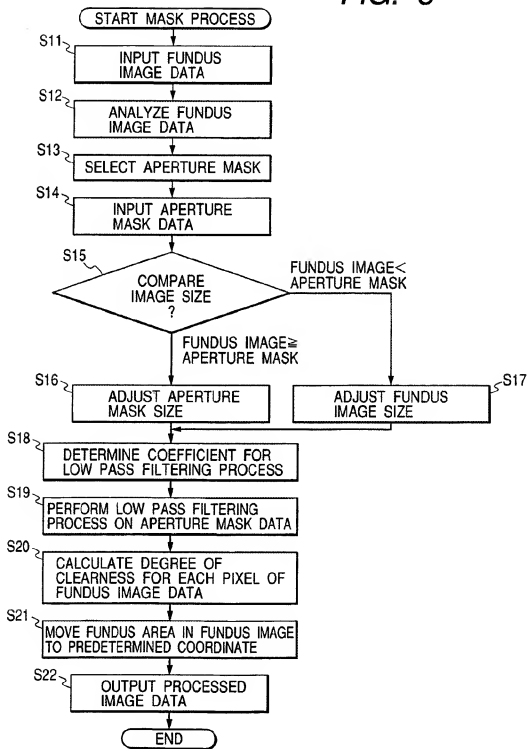 START MASK PROCESS
S11
INPUT FUNDUS
IMAGE DATA
S12
ANALYZE FUNDUS
IMAGE DATA
S13
SELECT APERTURE MASK
S14
INPUT APERTURE
MASK DATA
S15
COMPARE
IMAGE SIZE
?
FUNDUS IMAGE<
APERTURE MASK
FUNDUS IMAGE≧
APERTURE MASK
S16
ADJUST APERTURE
MASK SIZE
S17
ADJUST FUNDUS
IMAGE SIZE
S18
DETERMINE COEFFICIENT FOR
LOW PASS FILTERING PROCESS
S19
PERFORM LOW PASS FILTERING
PROCESS ON APERTURE MASK DATA
S20
CALCULATE DEGREE OF
CLEARNESS FOR EACH PIXEL OF
FUNDUS IMAGE DATA
S21
MOVE FUNDUS AREA IN FUNDUS IMAGE
TO PREDETERMINED COORDINATE
S22
OUTPUT PROCESSED
IMAGE DATA
END